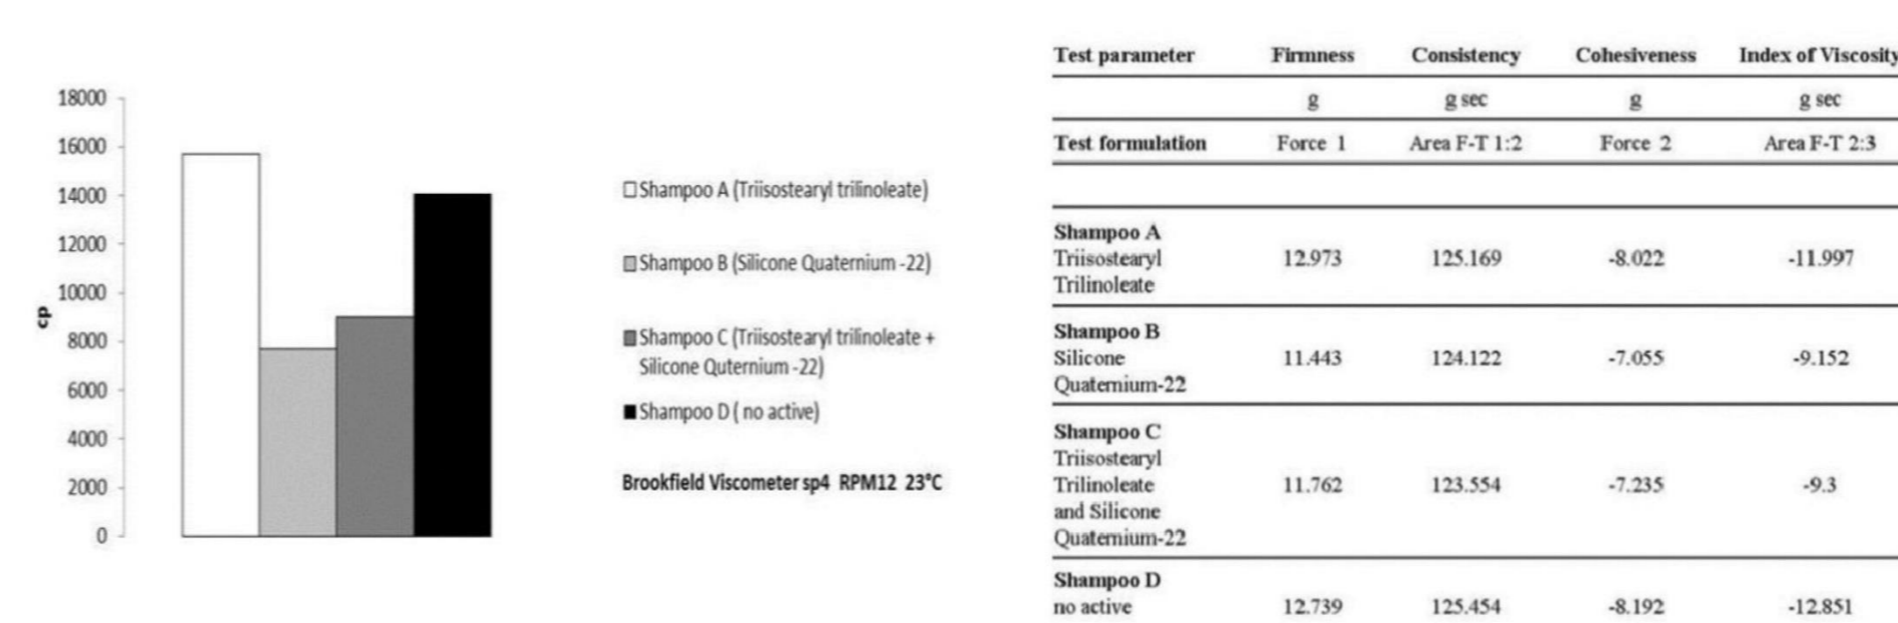 18000
16000
14000
12000
10000
8000
6000
4000
2000
0
cp
Shampoo A (Triisostearyl trilinoleate)
Shampoo B (Silicone Quaternium -22)
Shampoo C (Triisostearyl trilinoleate +
Silicone Quternium -22)
Shampoo D ( no active)
Brookfield Viscometer sp4 RPM12 23°C
Test parameter Firmness Consistency Cohesiveness Index of Viscosity
g g sec g g sec
Test formulation Force 1 Area F-T 1:2 Force 2 Area F-T 2:3
Shampoo A
Triisostearyl 12.973 125.169 -8.022 -11.997
Trilinoleate
Shampoo B
Silicone 11.443 124.122 -7.055 -9.152
Quaternium-22
Shampoo C
Triisostearyl
Trilinoleate 11.762 123.554 -7.235 -9.3
and Silicone
Quaternium-22
Shampoo D
no active 12.739 125.454 -8.192 -12.851